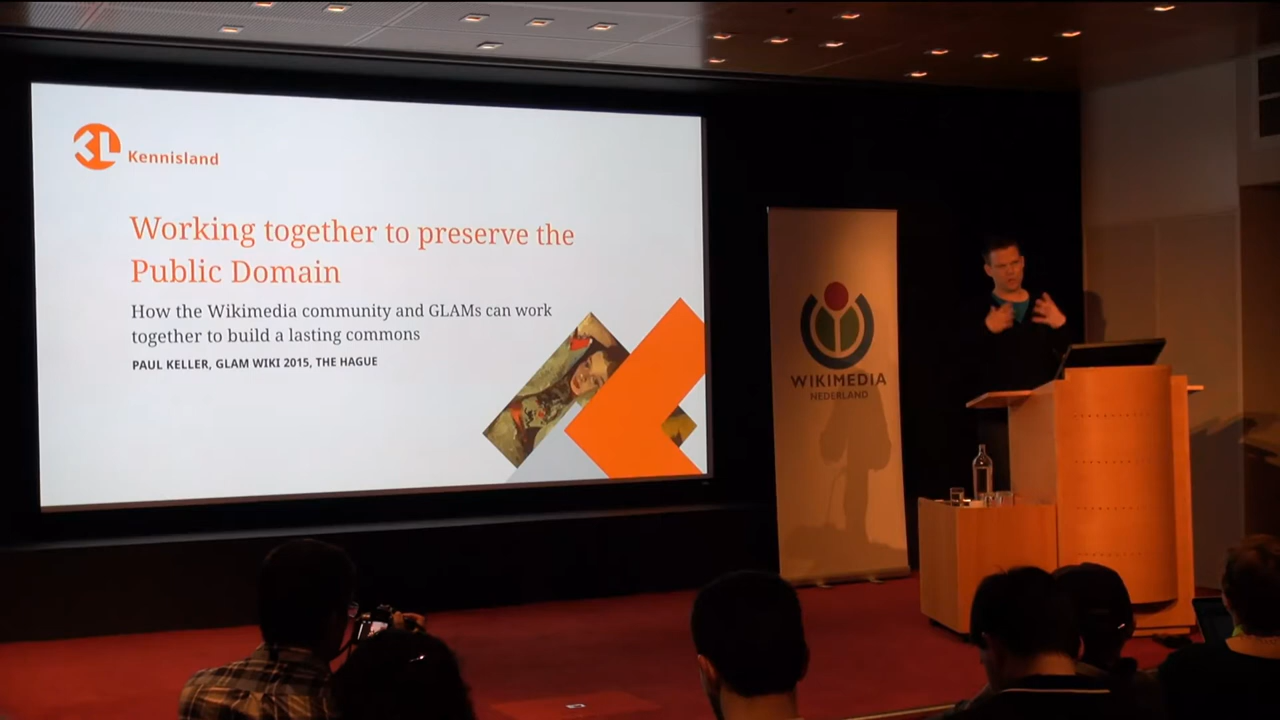 Kennisland
Working together to preserve the
Public Domain
How the Wikimedia community and GLAMs can work
together to build a lasting commons
PAUL KELLER, GLAM WIKI 2015, THE HAGUE
WIKIMEDIA
NEDERLAND